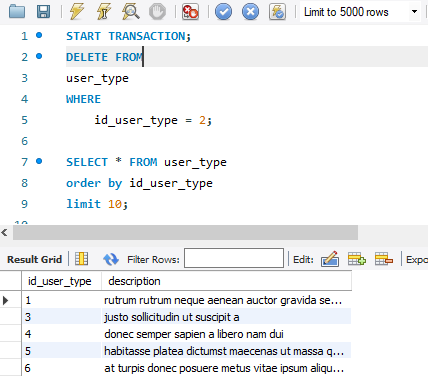 Limit to 5000 rows
1 START TRANSACTION;
2 DELETE FROM
3 user_type
4 WHERE
5 id_user_type = 2;
6
7 SELECT * FROM user_type
8 order by id_user_type
9 limit 10;
10
Result Grid Filter Rows: Edit: Expo
id_user_type description
1 rutrum rutrum neque aenean auctor gravida se...
3 justo sollicitudin ut suscipit a
4 donec semper sapien a libero nam dui
5 habitasse platea dictumst maecenas ut massa q...
6 at turpis donec posuere metus vitae ipsum aliqu...